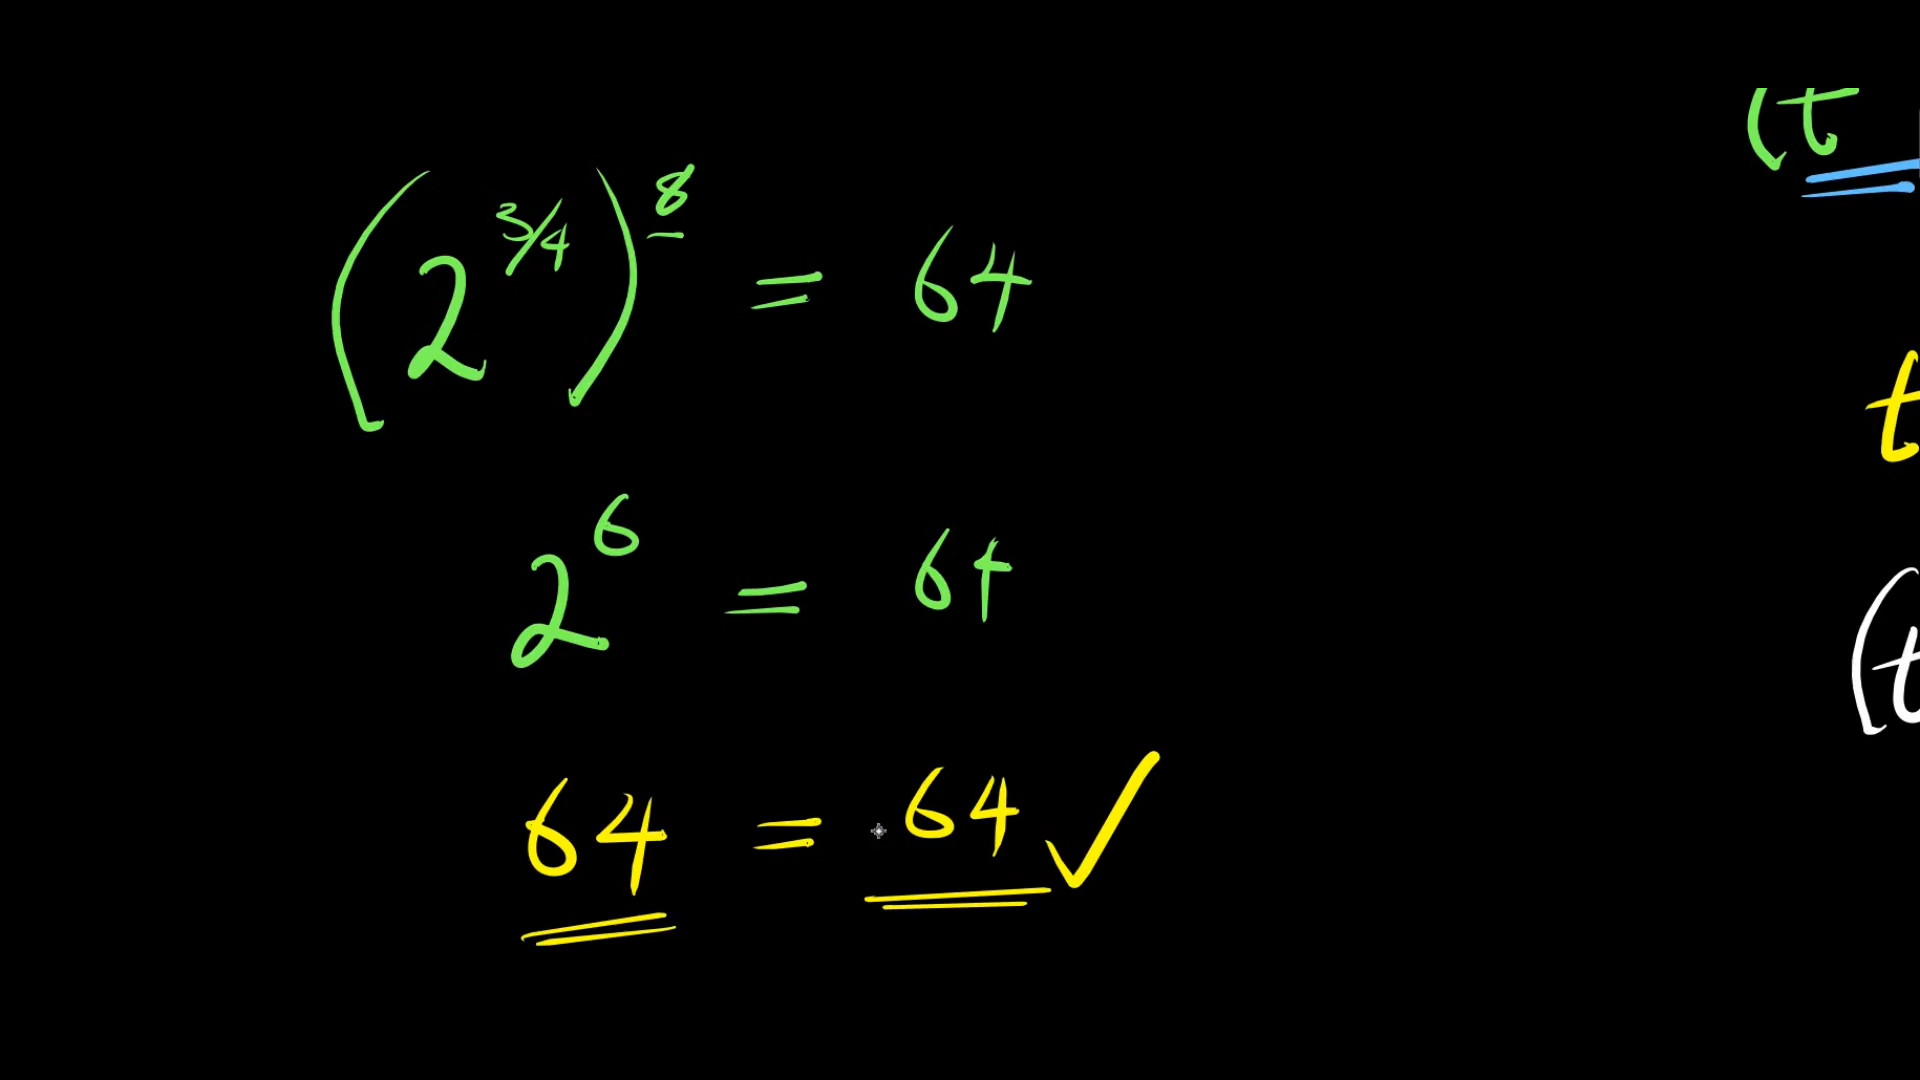 (2^{3/4})^8 = 64
2^6 = 64
64 = 64 ✓
(t
t
(t